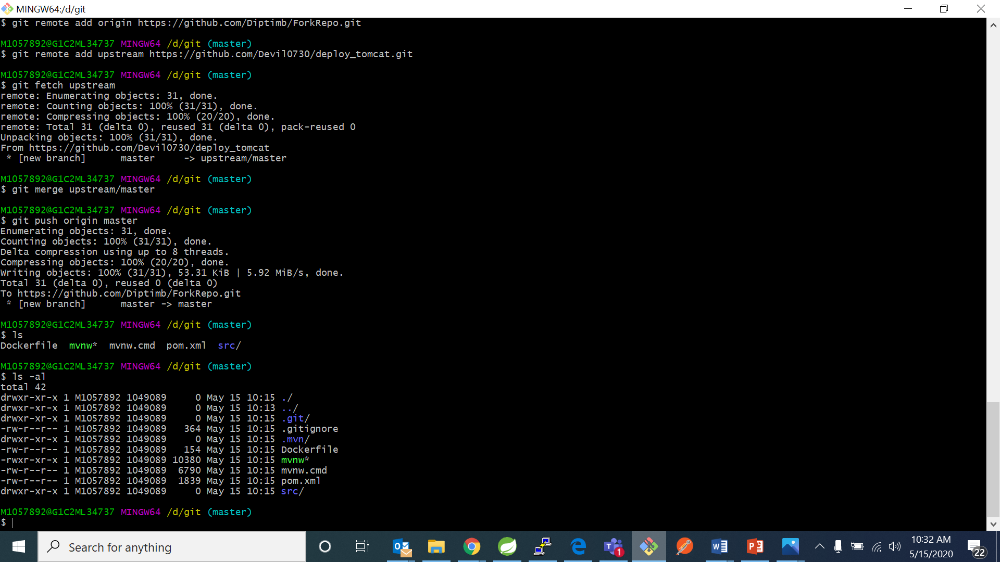 MINGW64:/d/git
$ git remote add origin https://github.com/Diptimb/ForkRepo.git
M1057892@G1C2ML34737 MINGW64 /d/git (master)
$ git remote add upstream https://github.com/Devil0730/deploy_tomcat.git
M1057892@G1C2ML34737 MINGW64 /d/git (master)
$ git fetch upstream
remote: Enumerating objects: 31, done.
remote: Counting objects: 100% (31/31), done.
remote: Compressing objects: 100% (20/20), done.
remote: Total 31 (delta 0), reused 31 (delta 0), pack-reused 0
Unpacking objects: 100% (31/31), done.
From https://github.com/Devil0730/deploy_tomcat
 * [new branch]      master     -> upstream/master
M1057892@G1C2ML34737 MINGW64 /d/git (master)
$ git merge upstream/master
M1057892@G1C2ML34737 MINGW64 /d/git (master)
$ git push origin master
Enumerating objects: 31, done.
Counting objects: 100% (31/31), done.
Delta compression using up to 8 threads.
Compressing objects: 100% (20/20), done.
Writing objects: 100% (31/31), 53.31 KiB | 5.92 MiB/s, done.
Total 31 (delta 0), reused 0 (delta 0)
To https://github.com/Diptimb/ForkRepo.git
 * [new branch]      master -> master
M1057892@G1C2ML34737 MINGW64 /d/git (master)
$ ls
Dockerfile  mvnw*  mvnw.cmd  pom.xml  src/
M1057892@G1C2ML34737 MINGW64 /d/git (master)
$ ls -al
total 42
drwxr-xr-x 1 M1057892 1049089     0 May 15 10:15 ./
drwxr-xr-x 1 M1057892 1049089     0 May 15 10:13 ../
drwxr-xr-x 1 M1057892 1049089     0 May 15 10:15 .git/
-rw-r--r-- 1 M1057892 1049089   364 May 15 10:15 .gitignore
drwxr-xr-x 1 M1057892 1049089     0 May 15 10:15 .mvn/
-rw-r--r-- 1 M1057892 1049089   154 May 15 10:15 Dockerfile
-rwxr-xr-x 1 M1057892 1049089 10380 May 15 10:15 mvnw*
-rw-r--r-- 1 M1057892 1049089  6790 May 15 10:15 mvnw.cmd
-rw-r--r-- 1 M1057892 1049089  1839 May 15 10:15 pom.xml
drwxr-xr-x 1 M1057892 1049089     0 May 15 10:15 src/
M1057892@G1C2ML34737 MINGW64 /d/git (master)
$
Search for anything
10:32 AM
5/15/2020
22